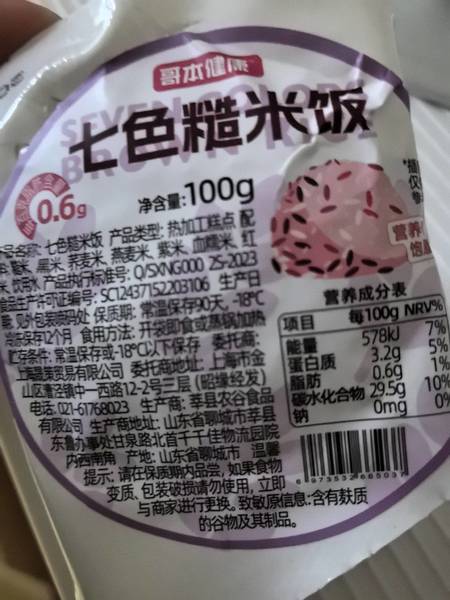 哥本健康
SEVEN COLORS
BROWN RICE
七色糙米饭
净含量:100g
0.6g
营养
饱
品名称: 七色糙米饭 产品类型: 热加工糕点 配
糙米、黑米、荞麦米、燕麦米、紫米、血糯米、红
米、饮用水 产品执行标准号: Q/SXNG0002S-2023
食品生产许可证编号: SC12437152203106 生产日
期: 见外包装喷码处 保质期: 常温保存90天, -18℃
冷冻保存12个月 食用方法: 开袋即食或蒸锅加热
贮存条件: 常温保存或-18℃以下保存 委托商:
上海晨莱贸易有限公司 委托商地址: 上海市金
山区漕泾镇中一西路12-2号三层(昭缘经发)
电话: 021-61768023 生产商: 莘县农谷食品
有限公司 生产商地址: 山东省聊城市莘县
东鲁办事处甘泉路北首千千佳物流园院
内西南角 产地: 山东省聊城市 温馨
提示: 请在保质期内品尝, 如果食物
变质、包装破损请勿使用, 立即
与商家进行更换。致敏原信息: 含有麸质
的谷物及其制品。
营养成分表
项目 每100g NRV%
能量 578kJ 7%
蛋白质 3.2g 5%
脂肪 0.6g 1%
碳水化合物 29.5g 10%
钠 0mg 0%
6973532665037